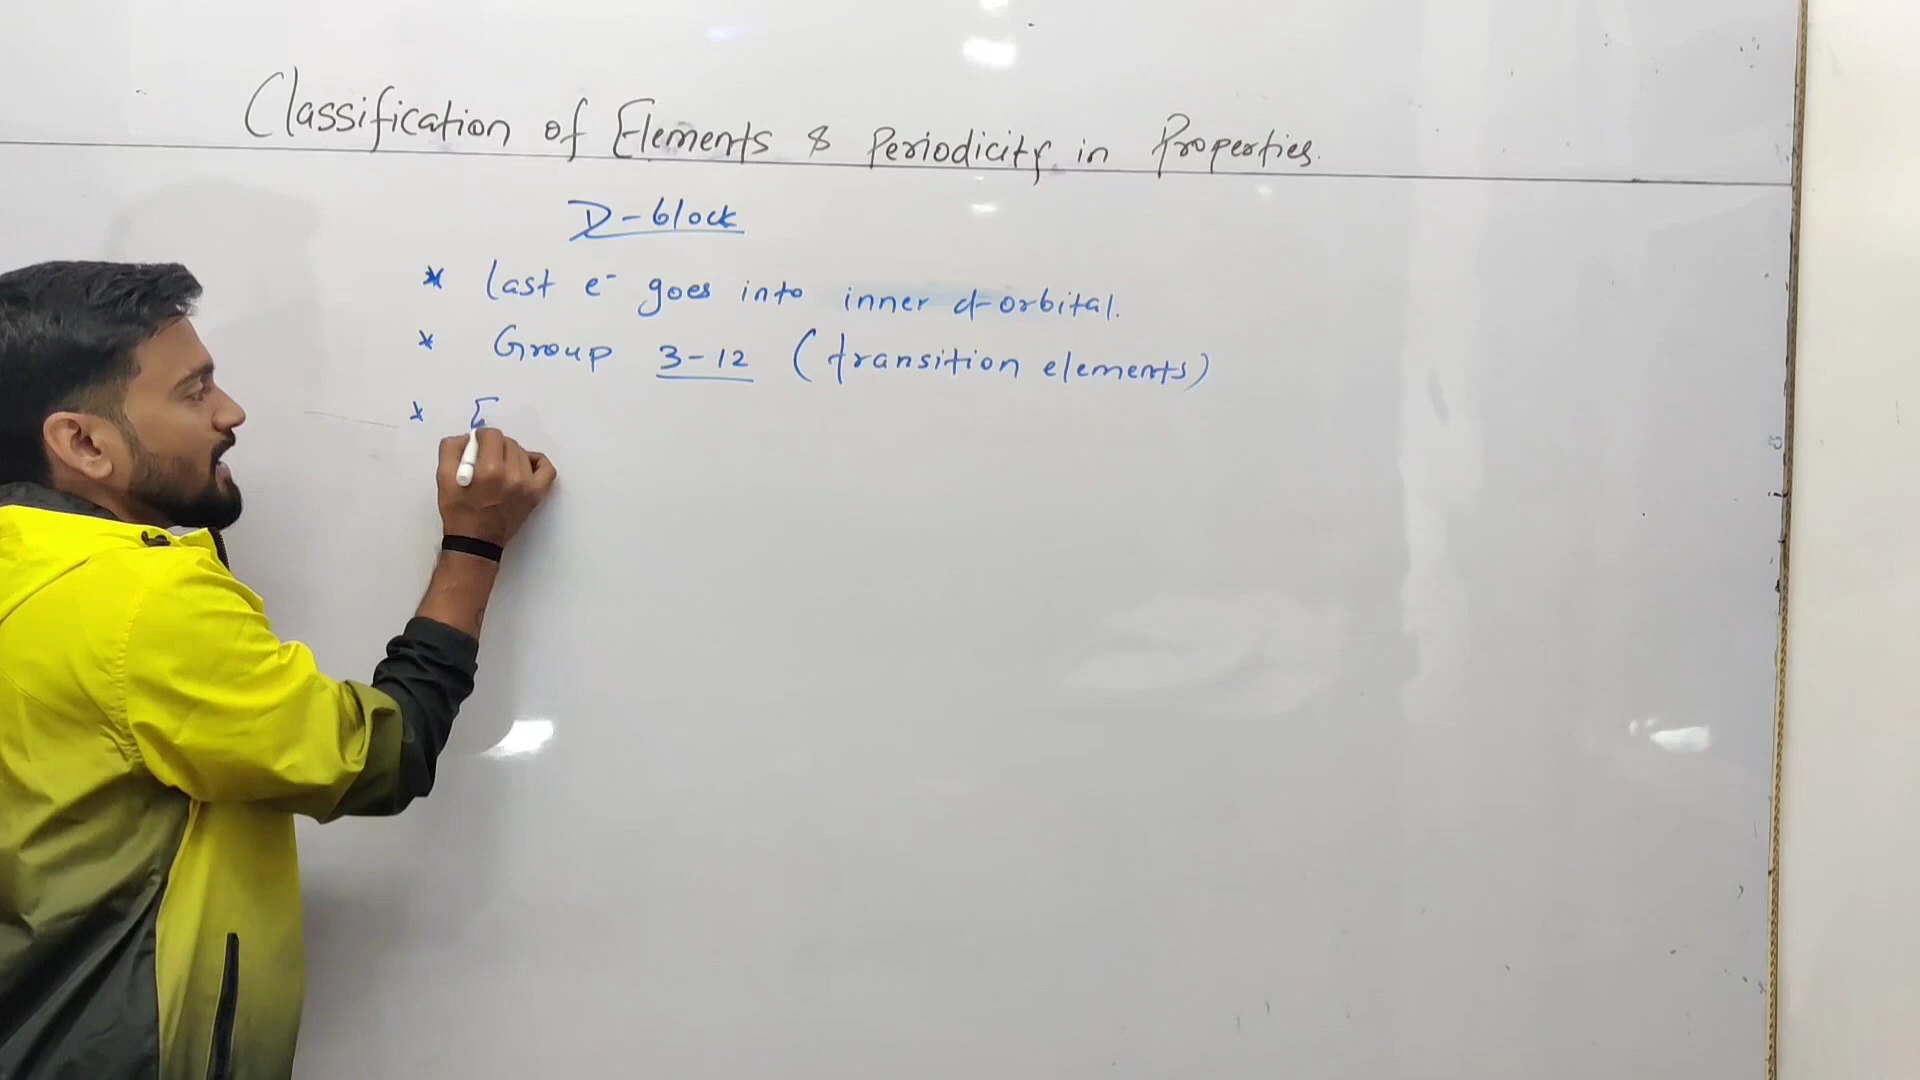 Classification of Elements & Periodicity in Properties.
D-block
* last e⁻ goes into inner d-orbital.
* Group 3-12 (transition elements)
*